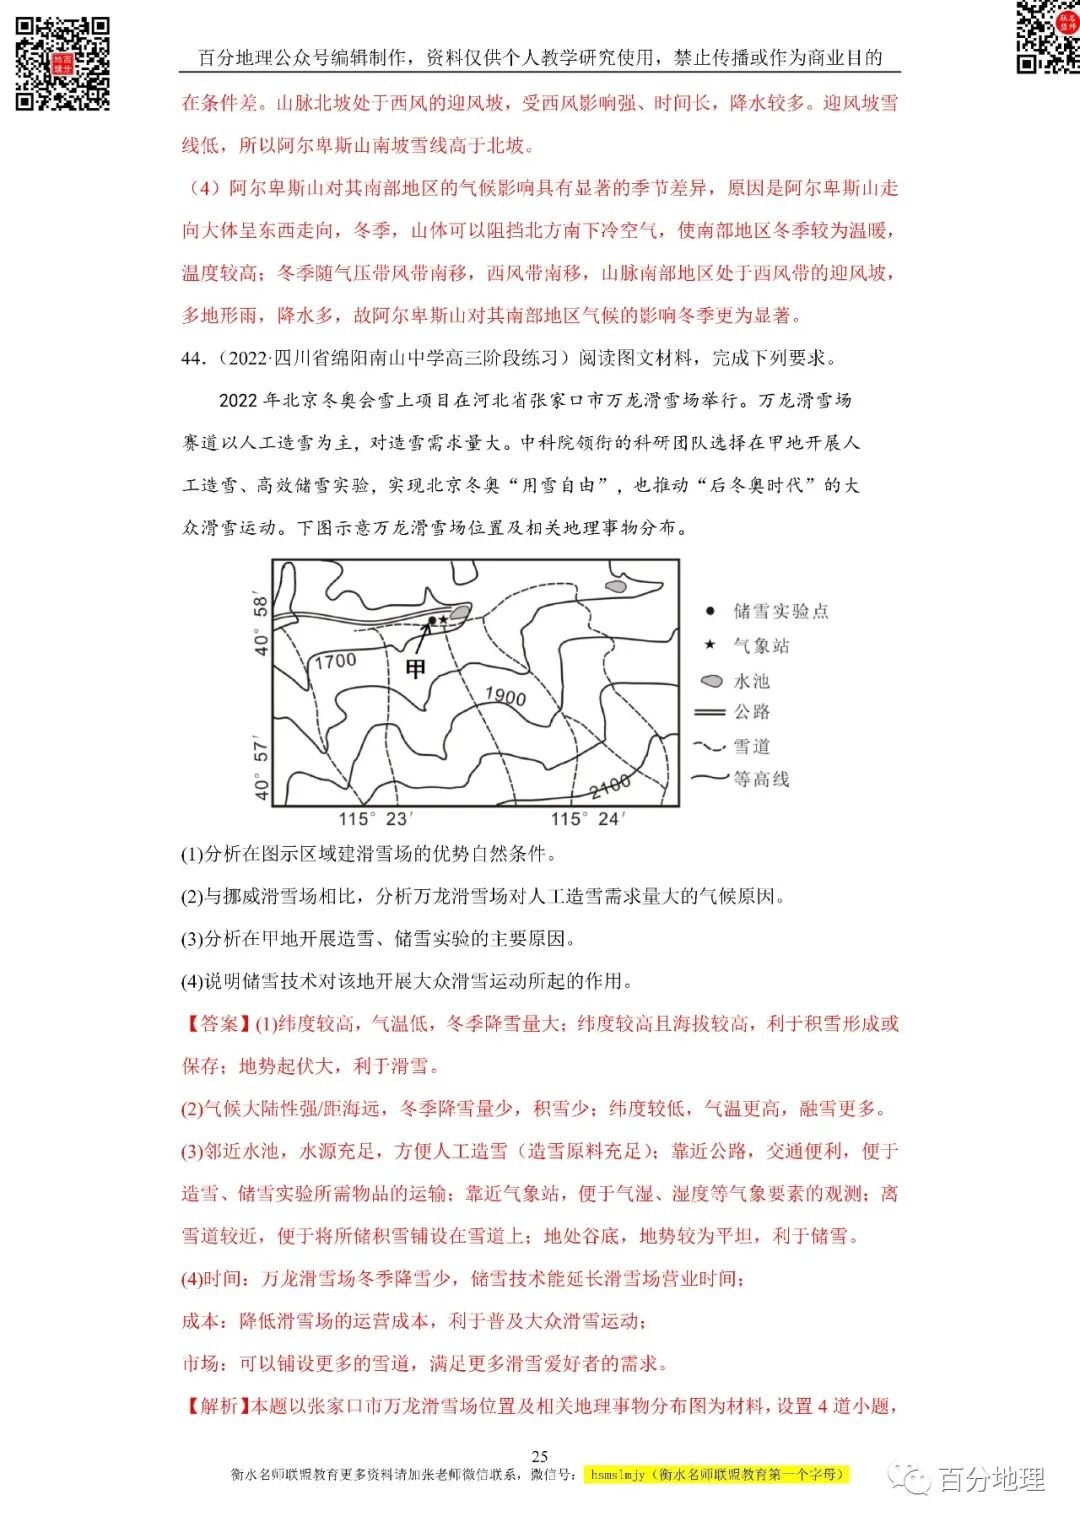 百分地理公众号编辑制作，资料仅供个人教学研究使用，禁止传播或作为商业目的
在条件差。山脉北坡处于西风的迎风坡，受西风影响强、时间长，降水较多。迎风坡雪
线低，所以阿尔卑斯山南坡雪线高于北坡。
（4）阿尔卑斯山对其南部地区的气候影响具有显著的季节差异，原因是阿尔卑斯山走
向大体呈东西走向，冬季，山体可以阻挡北方南下冷空气，使南部地区冬季较为温暖，
温度较高；冬季随气压带风带南移，西风带南移，山脉南部地区处于西风带的迎风坡，
多地形雨，降水多，故阿尔卑斯山对其南部地区气候的影响冬季更为显著。
44．（2022·四川省绵阳南山中学高三阶段练习）阅读图文材料，完成下列要求。
2022 年北京冬奥会雪上项目在河北省张家口市万龙滑雪场举行。万龙滑雪场
赛道以人工造雪为主，对造雪需求量大。中科院领衔的科研团队选择在甲地开展人
工造雪、高效储雪实验，实现北京冬奥“用雪自由”，也推动“后冬奥时代”的大
众滑雪运动。下图示意万龙滑雪场位置及相关地理事物分布。
40° 58′
40° 57′
1700
甲
1900
2100
115° 23′
115° 24′
储雪实验点
气象站
水池
公路
雪道
等高线
(1)分析在图示区域建滑雪场的优势自然条件。
(2)与挪威滑雪场相比，分析万龙滑雪场对人工造雪需求量大的气候原因。
(3)分析在甲地开展造雪、储雪实验的主要原因。
(4)说明储雪技术对该地开展大众滑雪运动所起的作用。
【答案】(1)纬度较高，气温低，冬季降雪量大；纬度较高且海拔较高，利于积雪形成或
保存；地势起伏大，利于滑雪。
(2)气候大陆性强/距海远，冬季降雪量少，积雪少；纬度较低，气温更高，融雪更多。
(3)邻近水池，水源充足，方便人工造雪（造雪原料充足）；靠近公路，交通便利，便于
造雪、储雪实验所需物品的运输；靠近气象站，便于气湿、湿度等气象要素的观测；离
雪道较近，便于将所储积雪铺设在雪道上；地处谷底，地势较为平坦，利于储雪。
(4)时间：万龙滑雪场冬季降雪少，储雪技术能延长滑雪场营业时间；
成本：降低滑雪场的运营成本，利于普及大众滑雪运动；
市场：可以铺设更多的雪道，满足更多滑雪爱好者的需求。
【解析】本题以张家口市万龙滑雪场位置及相关地理事物分布图为材料，设置 4 道小题，
25
衡水名师联盟教育更多资料请加张老师微信联系，微信号： hsmslmjy（衡水名师联盟教育第一个字母）
百分地理